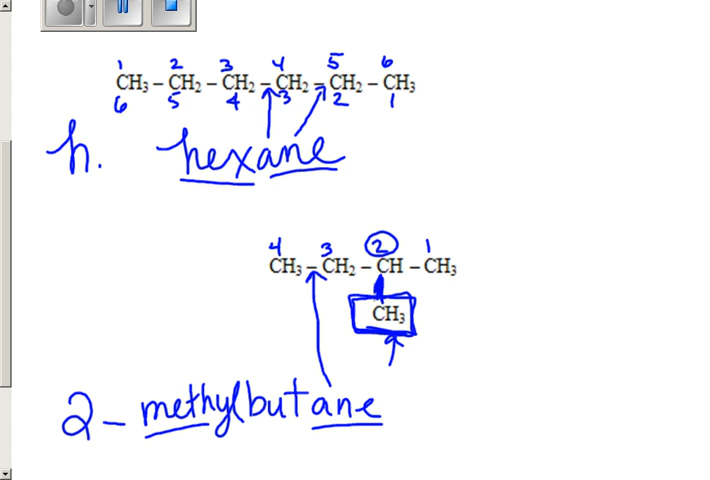 1 2 3 4 5 6
CH₃ – CH₂ – CH₂ – CH₂ – CH₂ – CH₃
6 5 4 3 2 1
h. hexane
4 3 2 1
CH₃ – CH₂ – CH – CH₃
CH₃
2 – methylbutane